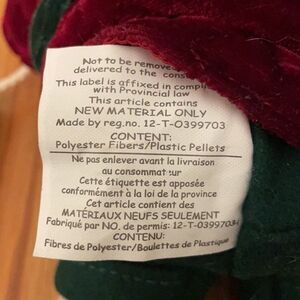 Not to be removed
delivered to the
This label is affixed in
with Provincial law
This article contains
NEW MATERIAL ONLY
Made by reg.no. 12-T-0399703
CONTENT:
Polyester Fibers/Plastic Pellets
Ne pas enlever avant la livraison
au consommat sur
Cette étiquette est apposée
conformément à la loi de la province
Cet article contient des
MATÉRIAUX NEUFS SEULEMENT
Fabriqué par NO. de permis: 12-T-0399703
CONTENU:
Fibres de Polyester/Boulettes de Plastique